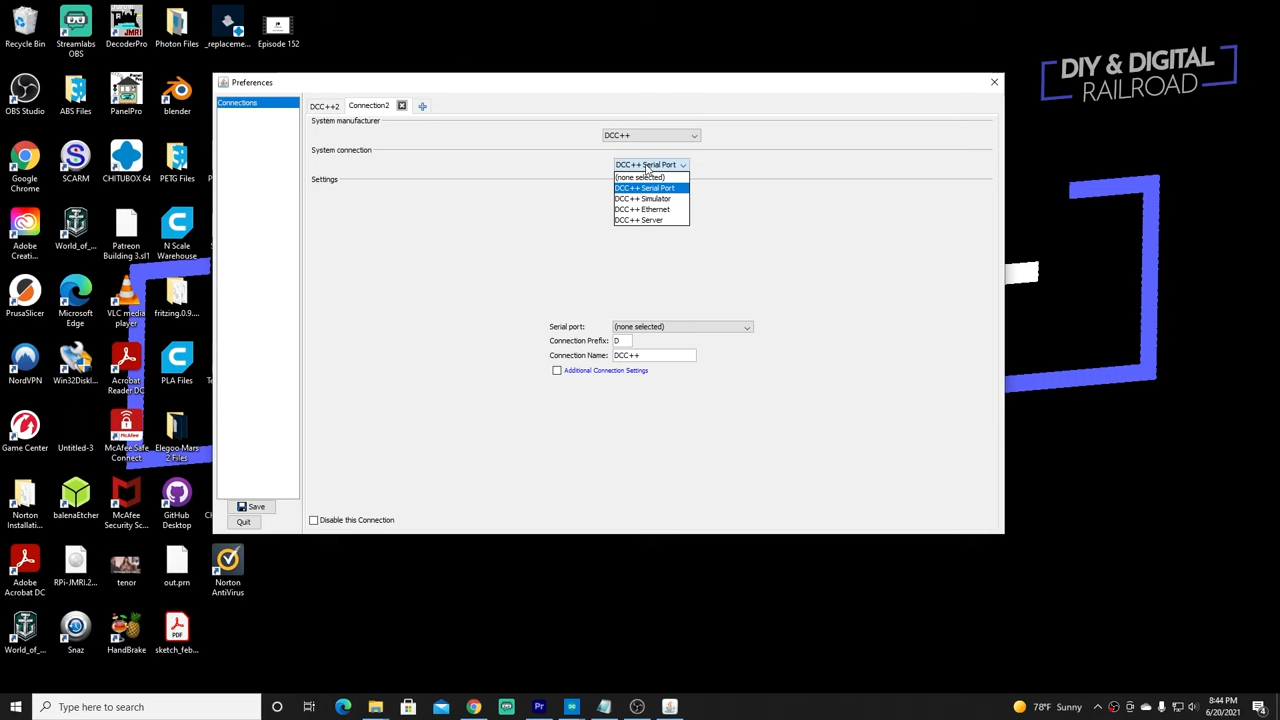 Recycle Bin
Streamlabs OBS
DecoderPro
Photon Files
_replaceme...
Episode 152
OBS Studio
ABS Files
PanelPro
blender
Google Chrome
SCARM
CHITUBOX 64
PETG Files
Adobe Creati...
World_of_...
Patreon Building 3.sl1
N Scale Warehouse
PrusaSlicer
Microsoft Edge
VLC media player
fritzing.0.9...
NordVPN
Win32Diskl...
Acrobat Reader DC
PLA Files
Game Center
Untitled-3
McAfee Safe Connect
Elegoo Mars 2 Files
Norton Installati...
balenaEtcher
McAfee Security Sc...
GitHub Desktop
Adobe Acrobat DC
RPi-JMRI.2...
tenor
out.prn
Norton AntiVirus
World_of_...
Snaz
HandBrake
sketch_feb...
DIY & DIGITAL
RAILROAD
Preferences
Connections
DCC++2
Connection2
System manufacturer
DCC++
System connection
DCC++ Serial Port
(none selected)
DCC++ Serial Port
DCC++ Simulator
DCC++ Ethernet
DCC++ Server
Settings
Serial port: (none selected)
Connection Prefix: D
Connection Name: DCC++
Additional Connection Settings
Save
Quit
Disable this Connection
Type here to search
78°F Sunny
8:44 PM
6/20/2021